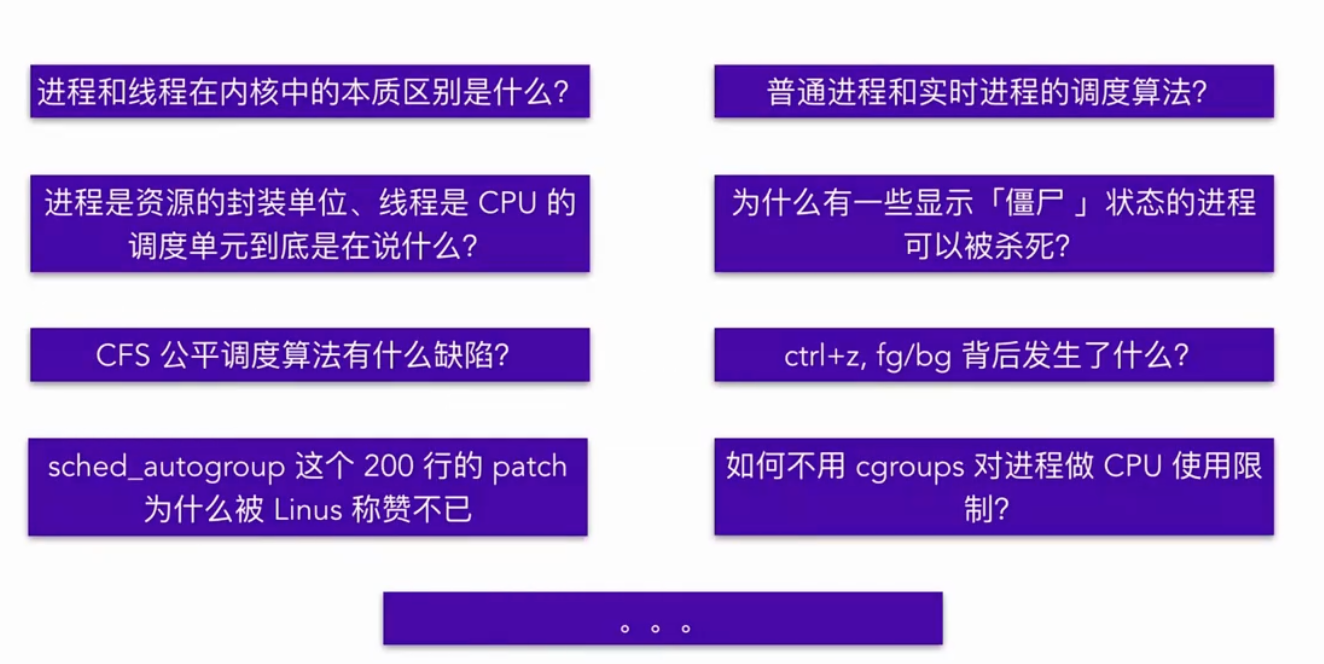 进程和线程在内核中的本质区别是什么?
普通进程和实时进程的调度算法?
进程是资源的封装单位、线程是 CPU 的
调度单元到底是在说什么?
为什么有一些显示「僵尸 」状态的进程
可以被杀死?
CFS 公平调度算法有什么缺陷?
ctrl+z, fg/bg 背后发生了什么?
sched_autogroup 这个 200 行的 patch
为什么被 Linus 称赞不已
如何不用 cgroups 对进程做 CPU 使用限
制?
。。。